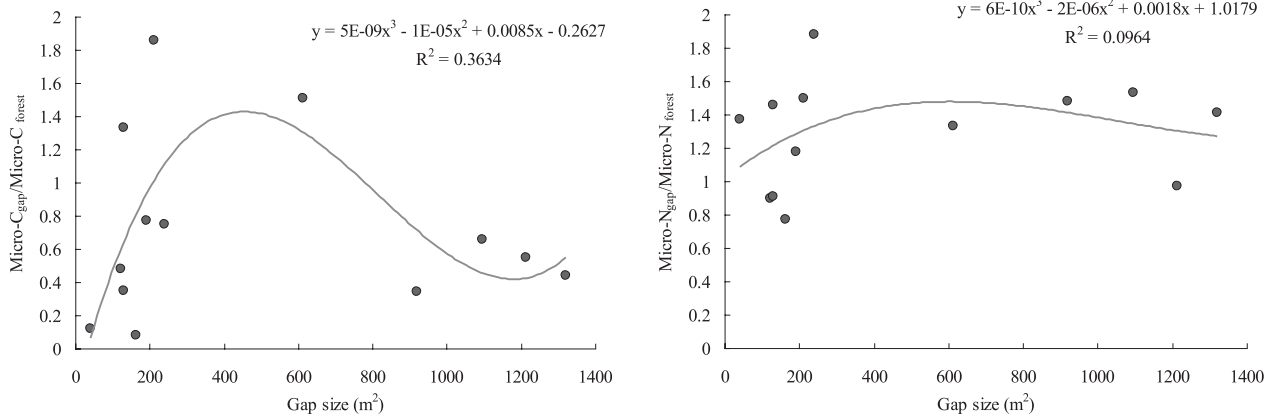 y = 5E-09x³ - 1E-05x² + 0.0085x - 0.2627
R² = 0.3634
2
1.8
1.6
1.4
1.2
1
0.8
0.6
0.4
0.2
0
Micro-Cgap/Micro-C forest
0 200 400 600 800 1000 1200 1400
Gap size (m²)
y = 6E-10x³ - 2E-06x² + 0.0018x + 1.0179
R² = 0.0964
2
1.8
1.6
1.4
1.2
1
0.8
0.6
0.4
0.2
0
Micro-Ngap/Micro-N forest
0 200 400 600 800 1000 1200 1400
Gap size (m²)